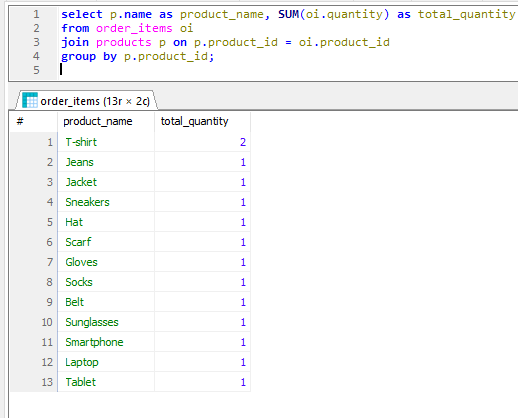 1 select p.name as product_name, SUM(oi.quantity) as total_quantity
2 from order_items oi
3 join products p on p.product_id = oi.product_id
4 group by p.product_id;
5
order_items (13r × 2c)
# product_name total_quantity
1 T-shirt 2
2 Jeans 1
3 Jacket 1
4 Sneakers 1
5 Hat 1
6 Scarf 1
7 Gloves 1
8 Socks 1
9 Belt 1
10 Sunglasses 1
11 Smartphone 1
12 Laptop 1
13 Tablet 1